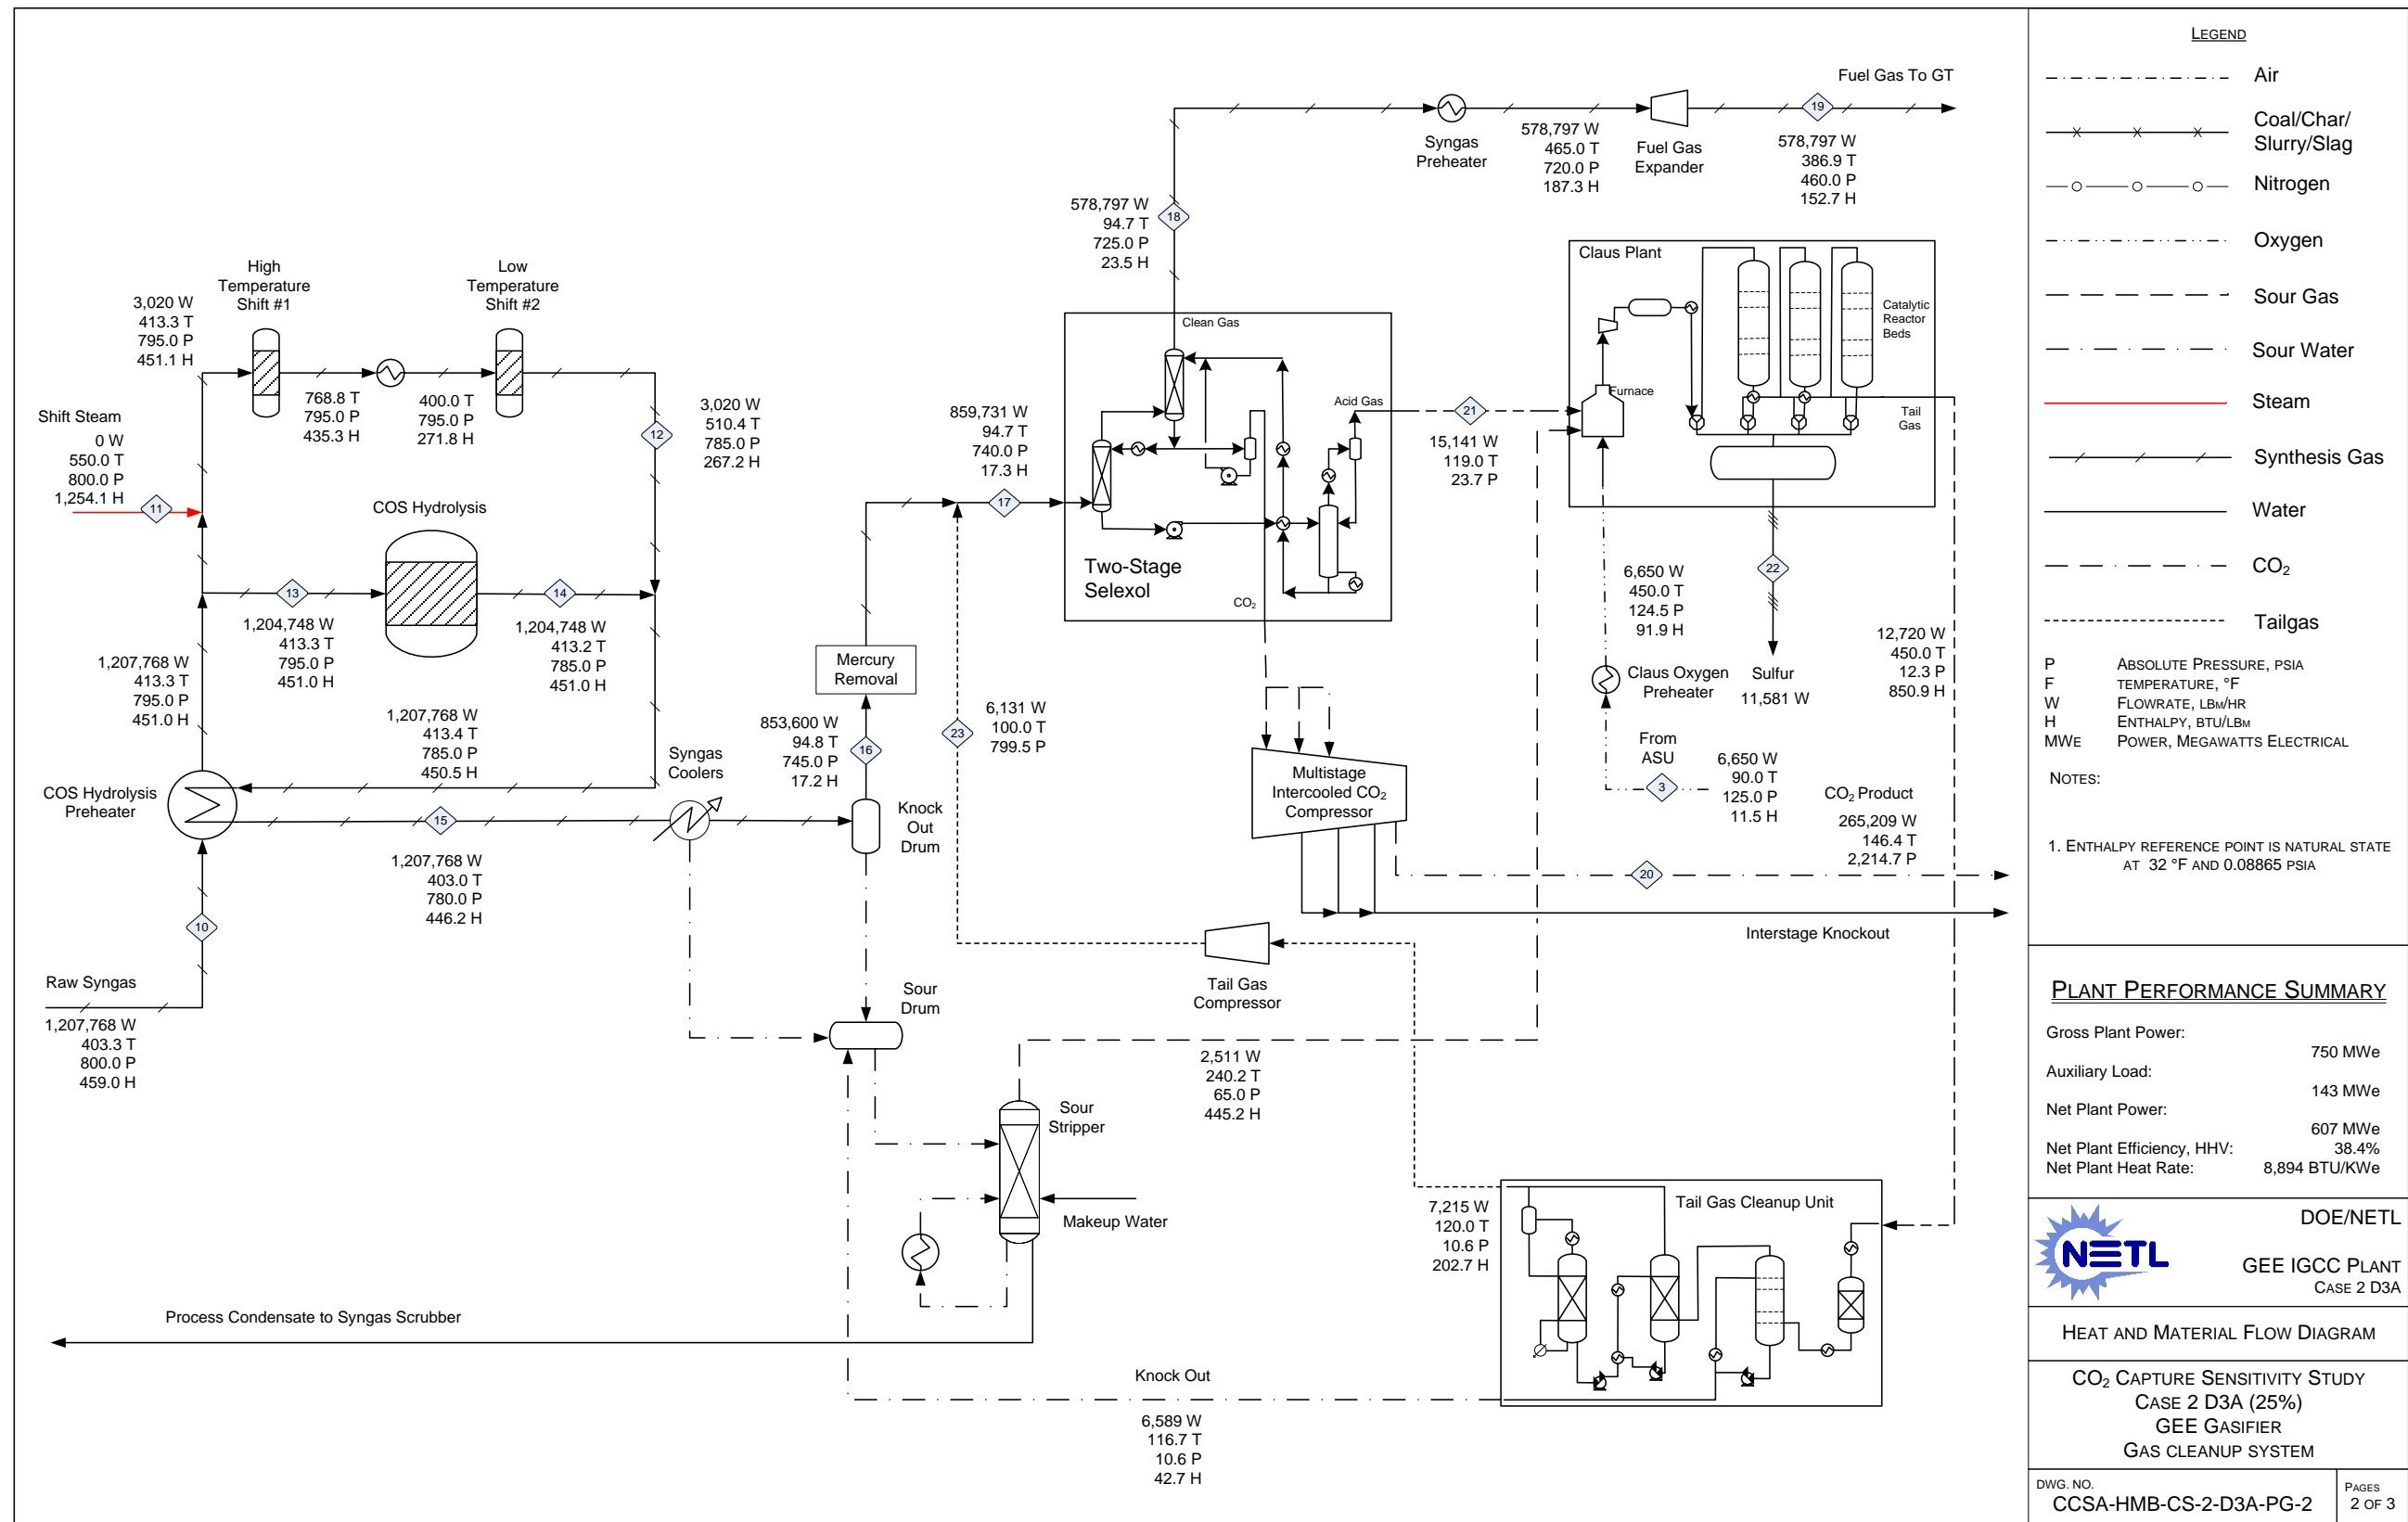 Fuel Gas To GT
19
Syngas
Preheater
578,797 W
465.0 T
720.0 P
187.3 H
Fuel Gas
Expander
578,797 W
386.9 T
460.0 P
152.7 H
578,797 W
94.7 T
725.0 P
23.5 H
18
High
Temperature
Shift #1
Low
Temperature
Shift #2
3,020 W
413.3 T
795.0 P
451.1 H
768.8 T
795.0 P
435.3 H
400.0 T
795.0 P
271.8 H
3,020 W
510.4 T
785.0 P
267.2 H
12
Shift Steam
0 W
550.0 T
800.0 P
1,254.1 H
11
COS Hydrolysis
13
14
1,204,748 W
413.3 T
795.0 P
451.0 H
1,204,748 W
413.2 T
785.0 P
451.0 H
1,207,768 W
413.3 T
795.0 P
451.0 H
1,207,768 W
413.4 T
785.0 P
450.5 H
COS Hydrolysis
Preheater
15
1,207,768 W
403.0 T
780.0 P
446.2 H
10
Raw Syngas
1,207,768 W
403.3 T
800.0 P
459.0 H
Syngas
Coolers
853,600 W
94.8 T
745.0 P
17.2 H
16
Mercury
Removal
Knock
Out
Drum
Sour
Drum
859,731 W
94.7 T
740.0 P
17.3 H
17
6,131 W
100.0 T
799.5 P
23
Clean Gas
Acid Gas
Two-Stage
Selexol
CO2
21
15,141 W
119.0 T
23.7 P
Claus Plant
Furnace
Catalytic
Reactor
Beds
Tail
Gas
6,650 W
450.0 T
124.5 P
91.9 H
22
Sulfur
11,581 W
12,720 W
450.0 T
12.3 P
850.9 H
Claus Oxygen
Preheater
From
ASU
3
6,650 W
90.0 T
125.0 P
11.5 H
Multistage
Intercooled CO2
Compressor
CO2 Product
265,209 W
146.4 T
2,214.7 P
20
Interstage Knockout
Tail Gas
Compressor
2,511 W
240.2 T
65.0 P
445.2 H
Sour
Stripper
Makeup Water
7,215 W
120.0 T
10.6 P
202.7 H
Tail Gas Cleanup Unit
Process Condensate to Syngas Scrubber
Knock Out
6,589 W
116.7 T
10.6 P
42.7 H
LEGEND
Air
Coal/Char/
Slurry/Slag
Nitrogen
Oxygen
Sour Gas
Sour Water
Steam
Synthesis Gas
Water
CO2
Tailgas
P ABSOLUTE PRESSURE, PSIA
F TEMPERATURE, °F
W FLOWRATE, LBM/HR
H ENTHALPY, BTU/LBM
MWE POWER, MEGAWATTS ELECTRICAL
NOTES:
1. ENTHALPY REFERENCE POINT IS NATURAL STATE
AT 32 °F AND 0.08865 PSIA
PLANT PERFORMANCE SUMMARY
Gross Plant Power:
750 MWe
Auxiliary Load:
143 MWe
Net Plant Power:
607 MWe
Net Plant Efficiency, HHV: 38.4%
Net Plant Heat Rate: 8,894 BTU/KWe
NETL
DOE/NETL
GEE IGCC PLANT
CASE 2 D3A
HEAT AND MATERIAL FLOW DIAGRAM
CO2 CAPTURE SENSITIVITY STUDY
CASE 2 D3A (25%)
GEE GASIFIER
GAS CLEANUP SYSTEM
DWG. NO.
CCSA-HMB-CS-2-D3A-PG-2
PAGES
2 OF 3